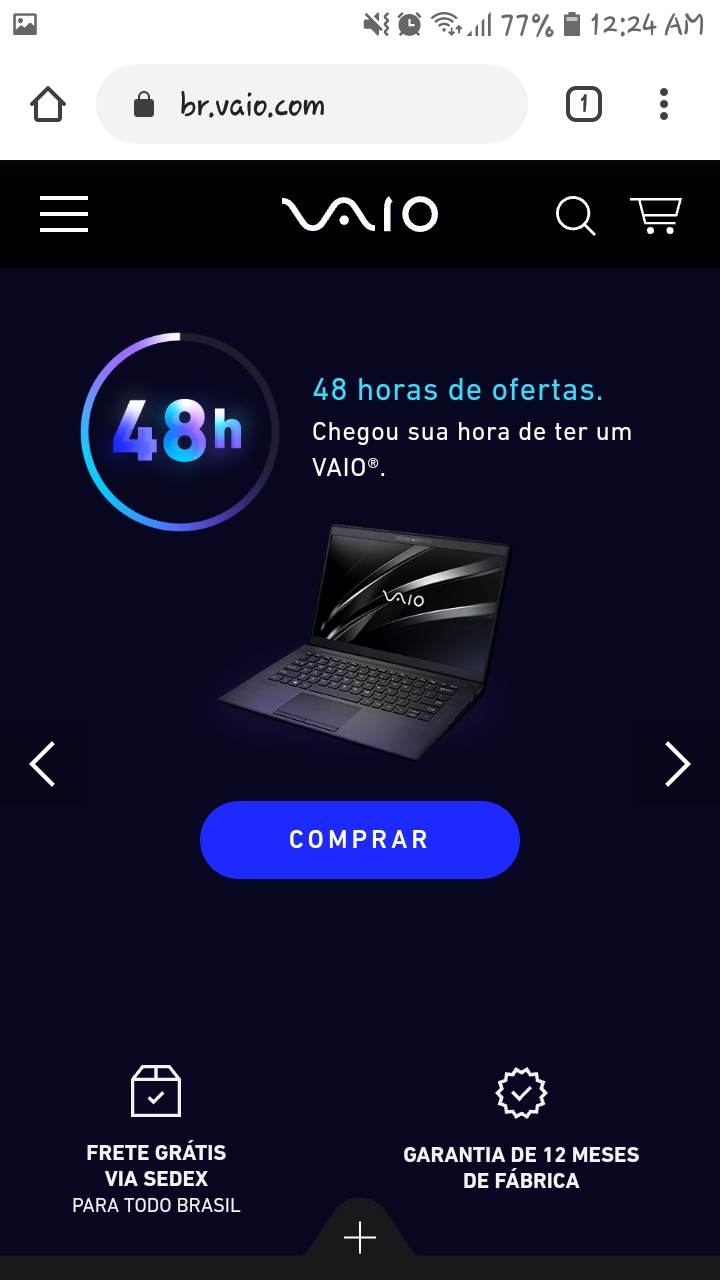 77% 12:24 AM
br.vaio.com
1
VAIO
48h
48 horas de ofertas.
Chegou sua hora de ter um
VAIO®.
VAIO
COMPRAR
FRETE GRÁTIS
VIA SEDEX
PARA TODO BRASIL
GARANTIA DE 12 MESES
DE FÁBRICA